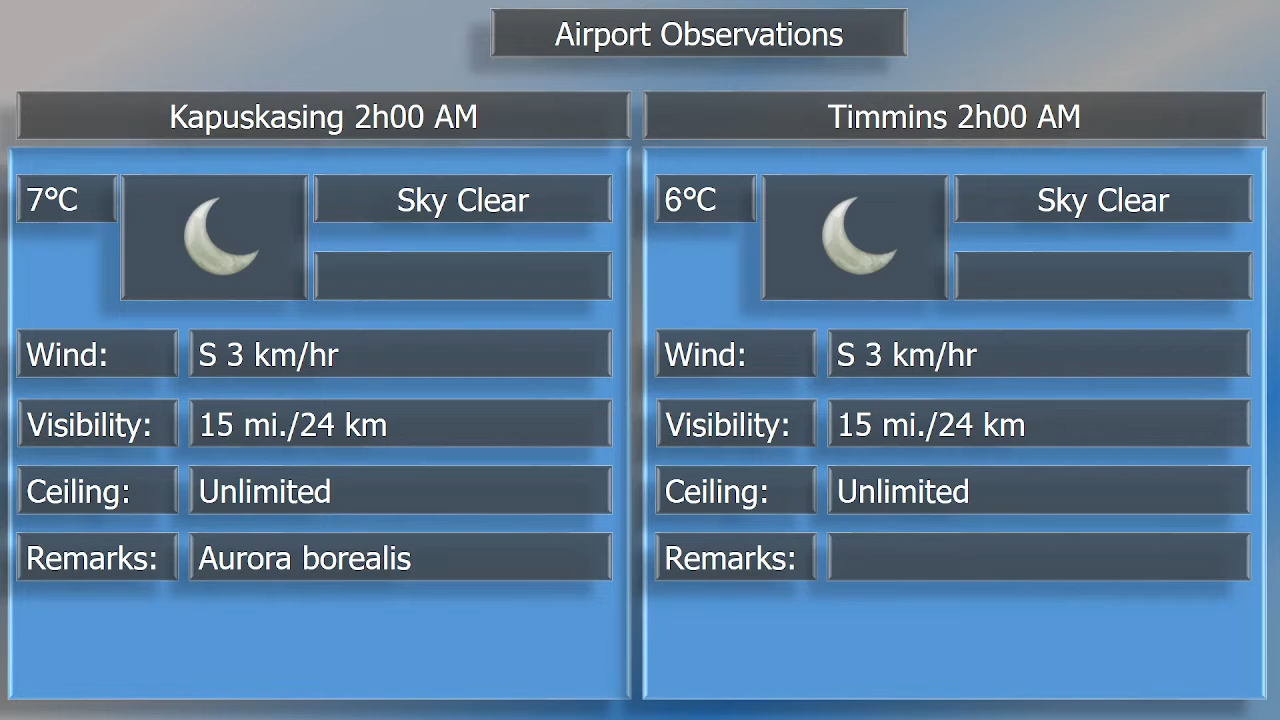 Airport Observations
Kapuskasing 2h00 AM
7°C
Sky Clear
Wind:
S 3 km/hr
Visibility:
15 mi./24 km
Ceiling:
Unlimited
Remarks:
Aurora borealis
Timmins 2h00 AM
6°C
Sky Clear
Wind:
S 3 km/hr
Visibility:
15 mi./24 km
Ceiling:
Unlimited
Remarks: